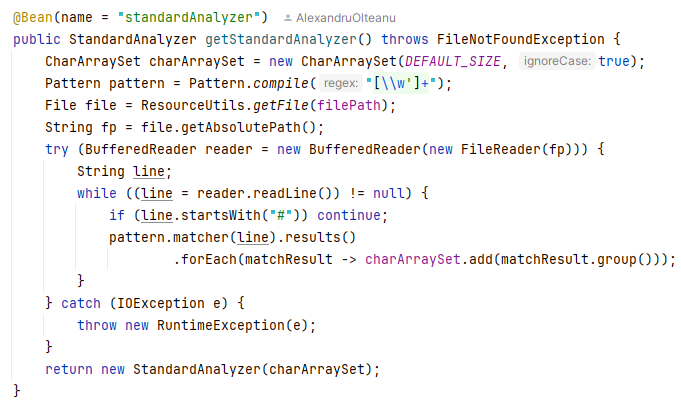 @Bean(name = "standardAnalyzer") AlexandruOlteanu
public StandardAnalyzer getStandardAnalyzer() throws FileNotFoundException {
    CharArraySet charArraySet = new CharArraySet(DEFAULT_SIZE, ignoreCase: true);
    Pattern pattern = Pattern.compile( regex: "[\\w']+");
    File file = ResourceUtils.getFile(filePath);
    String fp = file.getAbsolutePath();
    try (BufferedReader reader = new BufferedReader(new FileReader(fp))) {
        String line;
        while ((line = reader.readLine()) != null) {
            if (line.startsWith("#")) continue;
            pattern.matcher(line).results()
                    .forEach(matchResult -> charArraySet.add(matchResult.group()));
        }
    } catch (IOException e) {
        throw new RuntimeException(e);
    }
    return new StandardAnalyzer(charArraySet);
}